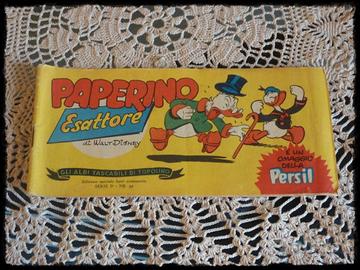 PAPERINO
Esattore
di WALT DISNEY
GLI ALBI TASCABILI DI TOPOLINO
È UN
OMAGGIO
DELLA
Persil